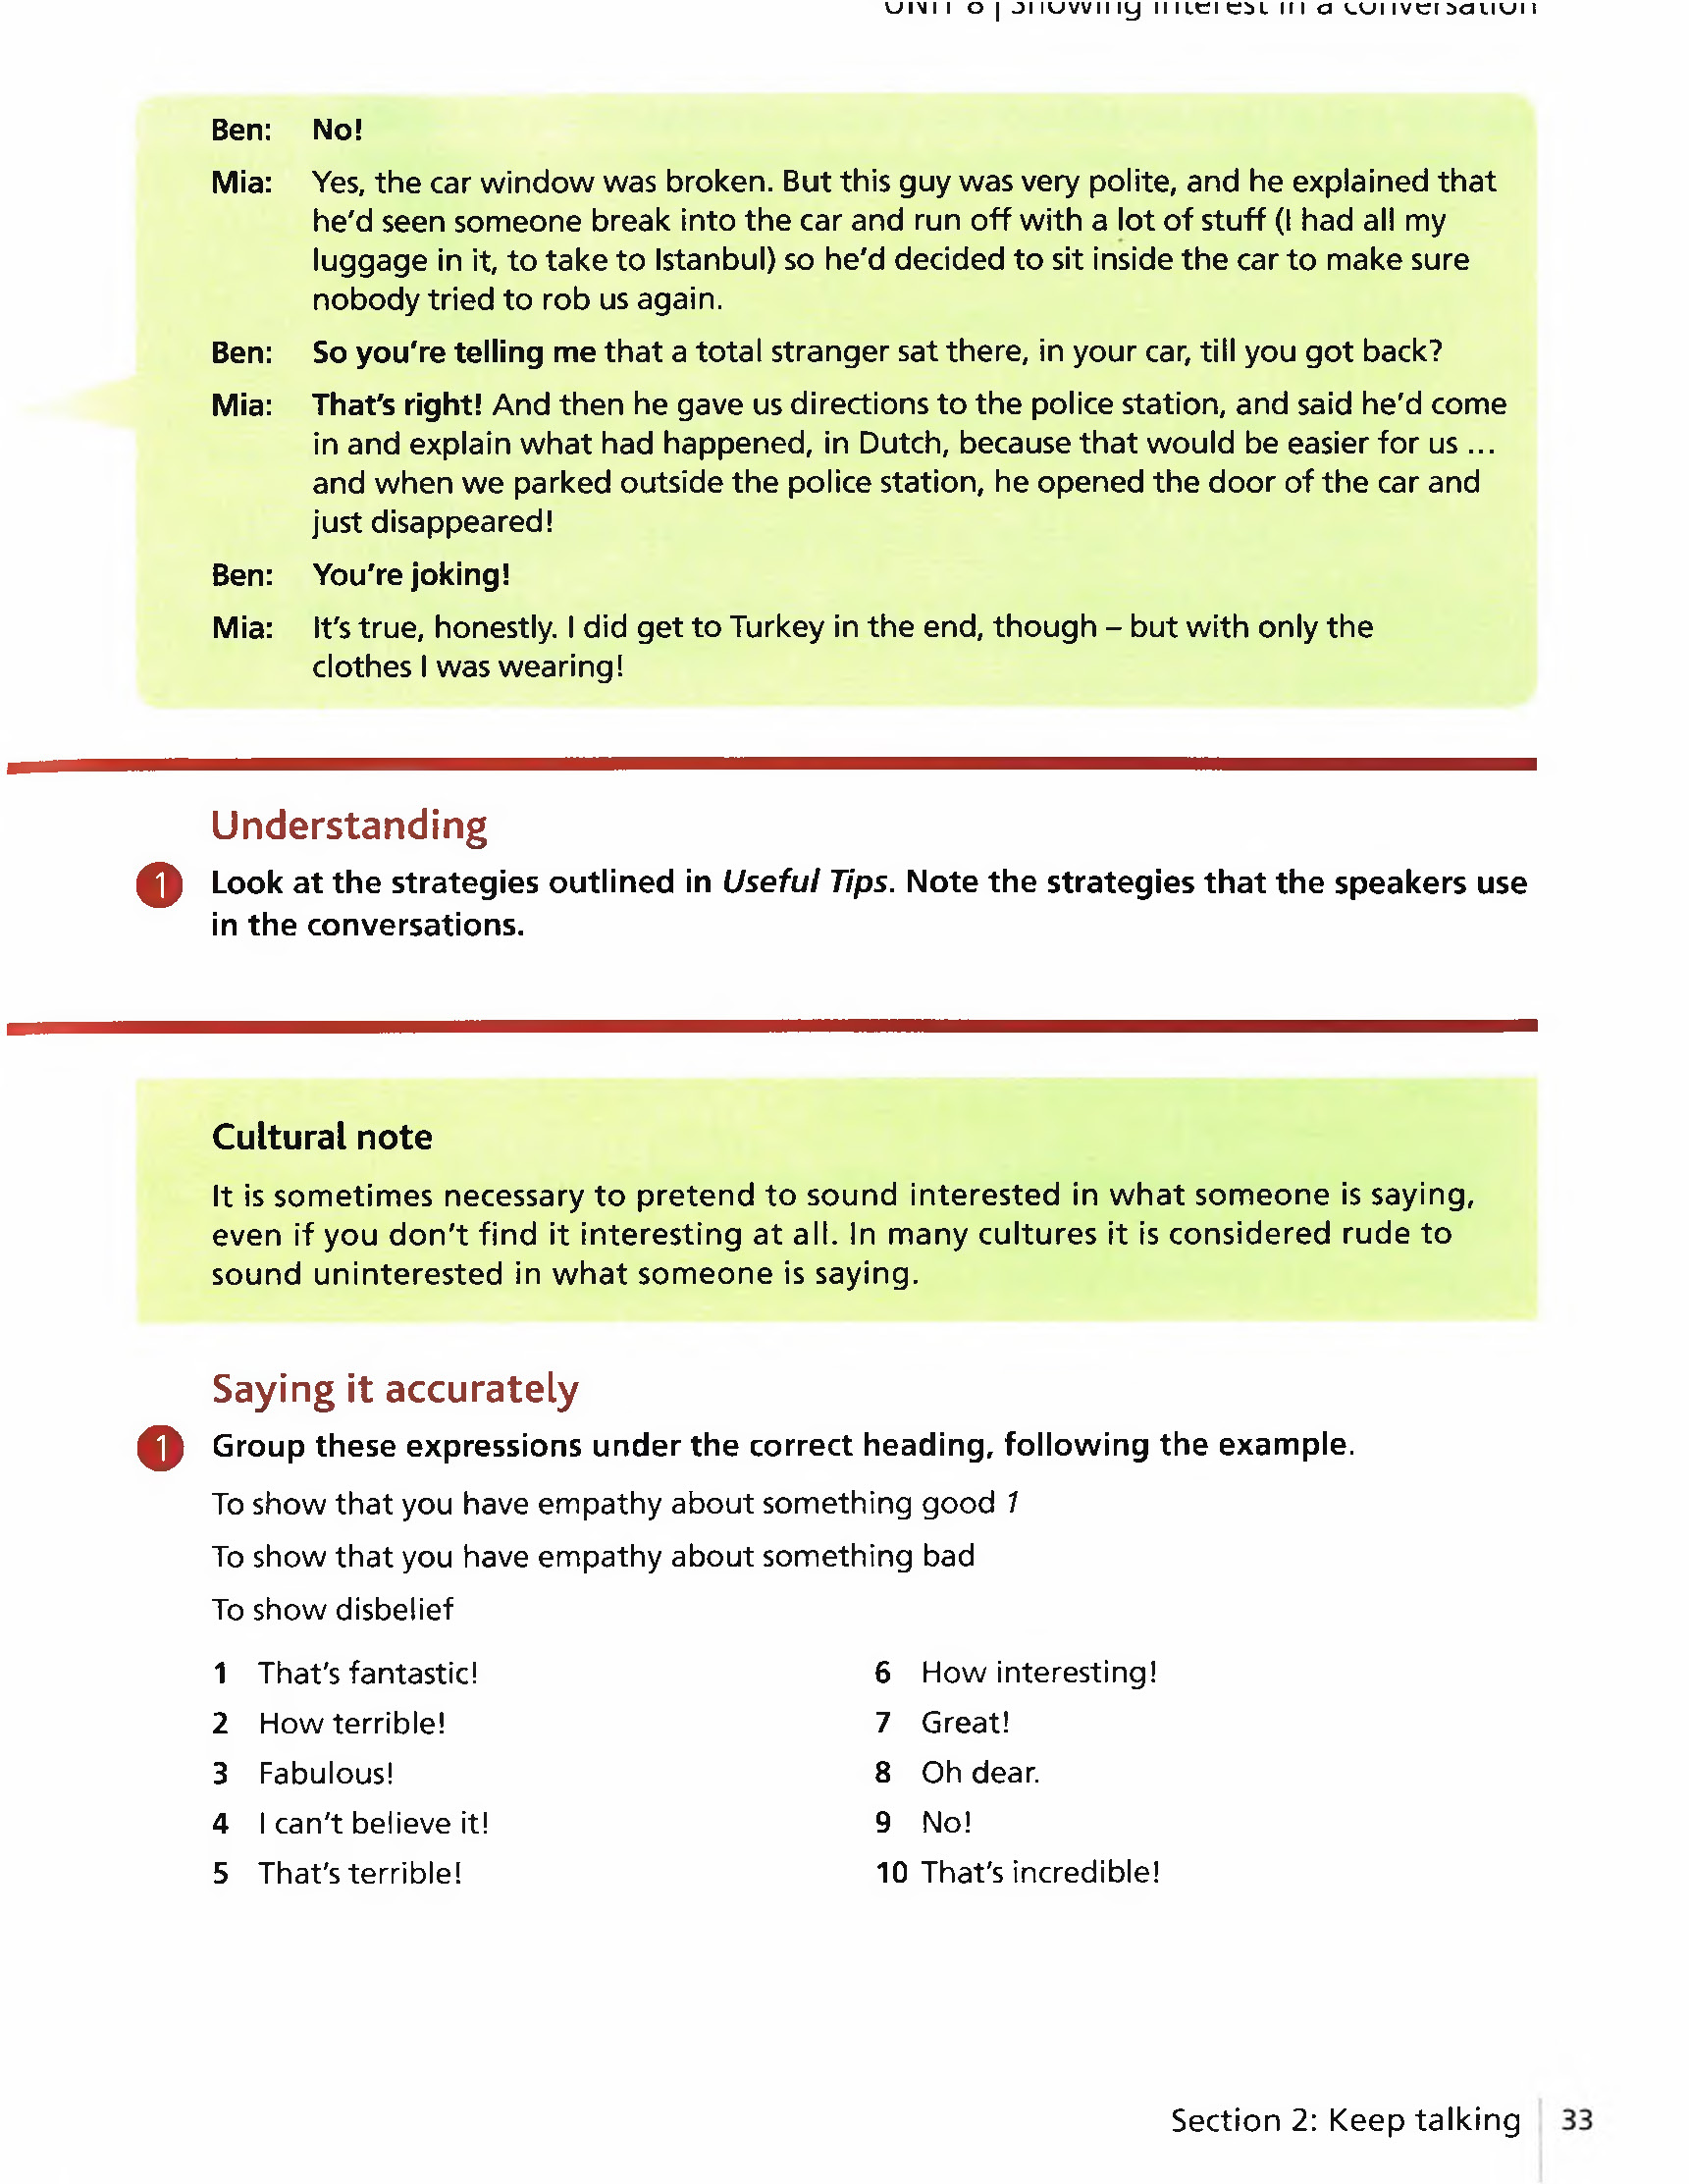 UNIT 8 | Showing interest in a conversation
Ben: No!
Mia: Yes, the car window was broken. But this guy was very polite, and he explained that
he'd seen someone break into the car and run off with a lot of stuff (I had all my
luggage in it, to take to Istanbul) so he'd decided to sit inside the car to make sure
nobody tried to rob us again.
Ben: So you're telling me that a total stranger sat there, in your car, till you got back?
Mia: That's right! And then he gave us directions to the police station, and said he'd come
in and explain what had happened, in Dutch, because that would be easier for us ...
and when we parked outside the police station, he opened the door of the car and
just disappeared!
Ben: You're joking!
Mia: It's true, honestly. I did get to Turkey in the end, though – but with only the
clothes I was wearing!
Understanding
1 Look at the strategies outlined in Useful Tips. Note the strategies that the speakers use
in the conversations.
Cultural note
It is sometimes necessary to pretend to sound interested in what someone is saying,
even if you don't find it interesting at all. In many cultures it is considered rude to
sound uninterested in what someone is saying.
Saying it accurately
1 Group these expressions under the correct heading, following the example.
To show that you have empathy about something good 1
To show that you have empathy about something bad
To show disbelief
1 That's fantastic!
2 How terrible!
3 Fabulous!
4 I can't believe it!
5 That's terrible!
6 How interesting!
7 Great!
8 Oh dear.
9 No!
10 That's incredible!
Section 2: Keep talking 33